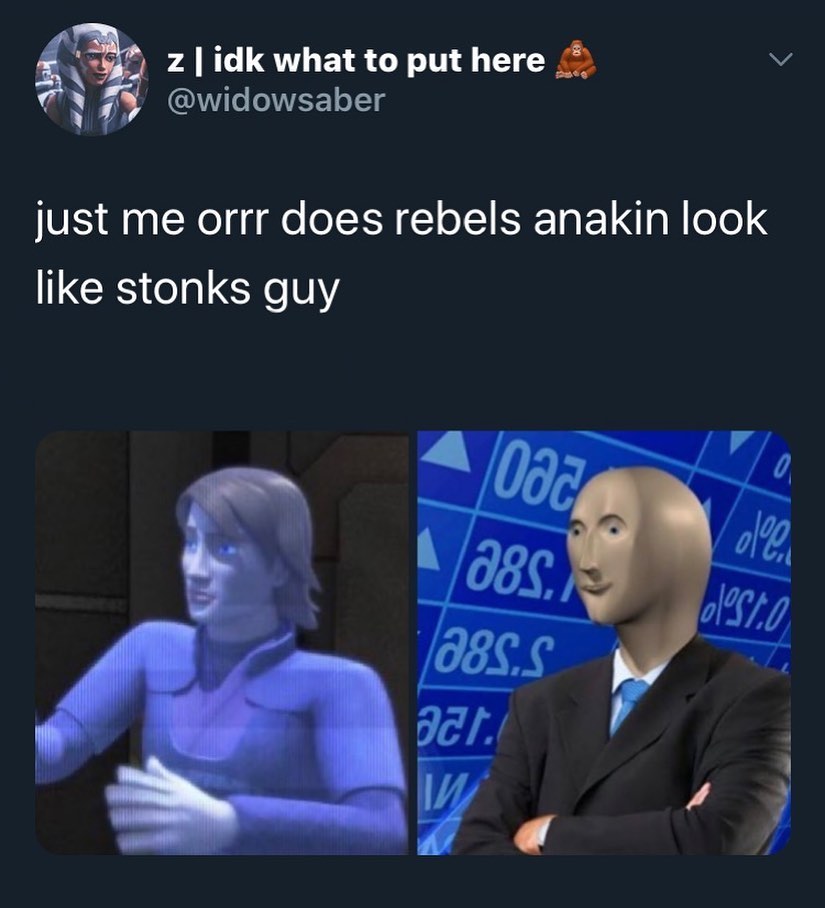 z | idk what to put here 🦧
@widowsaber
just me orrr does rebels anakin look
like stonks guy